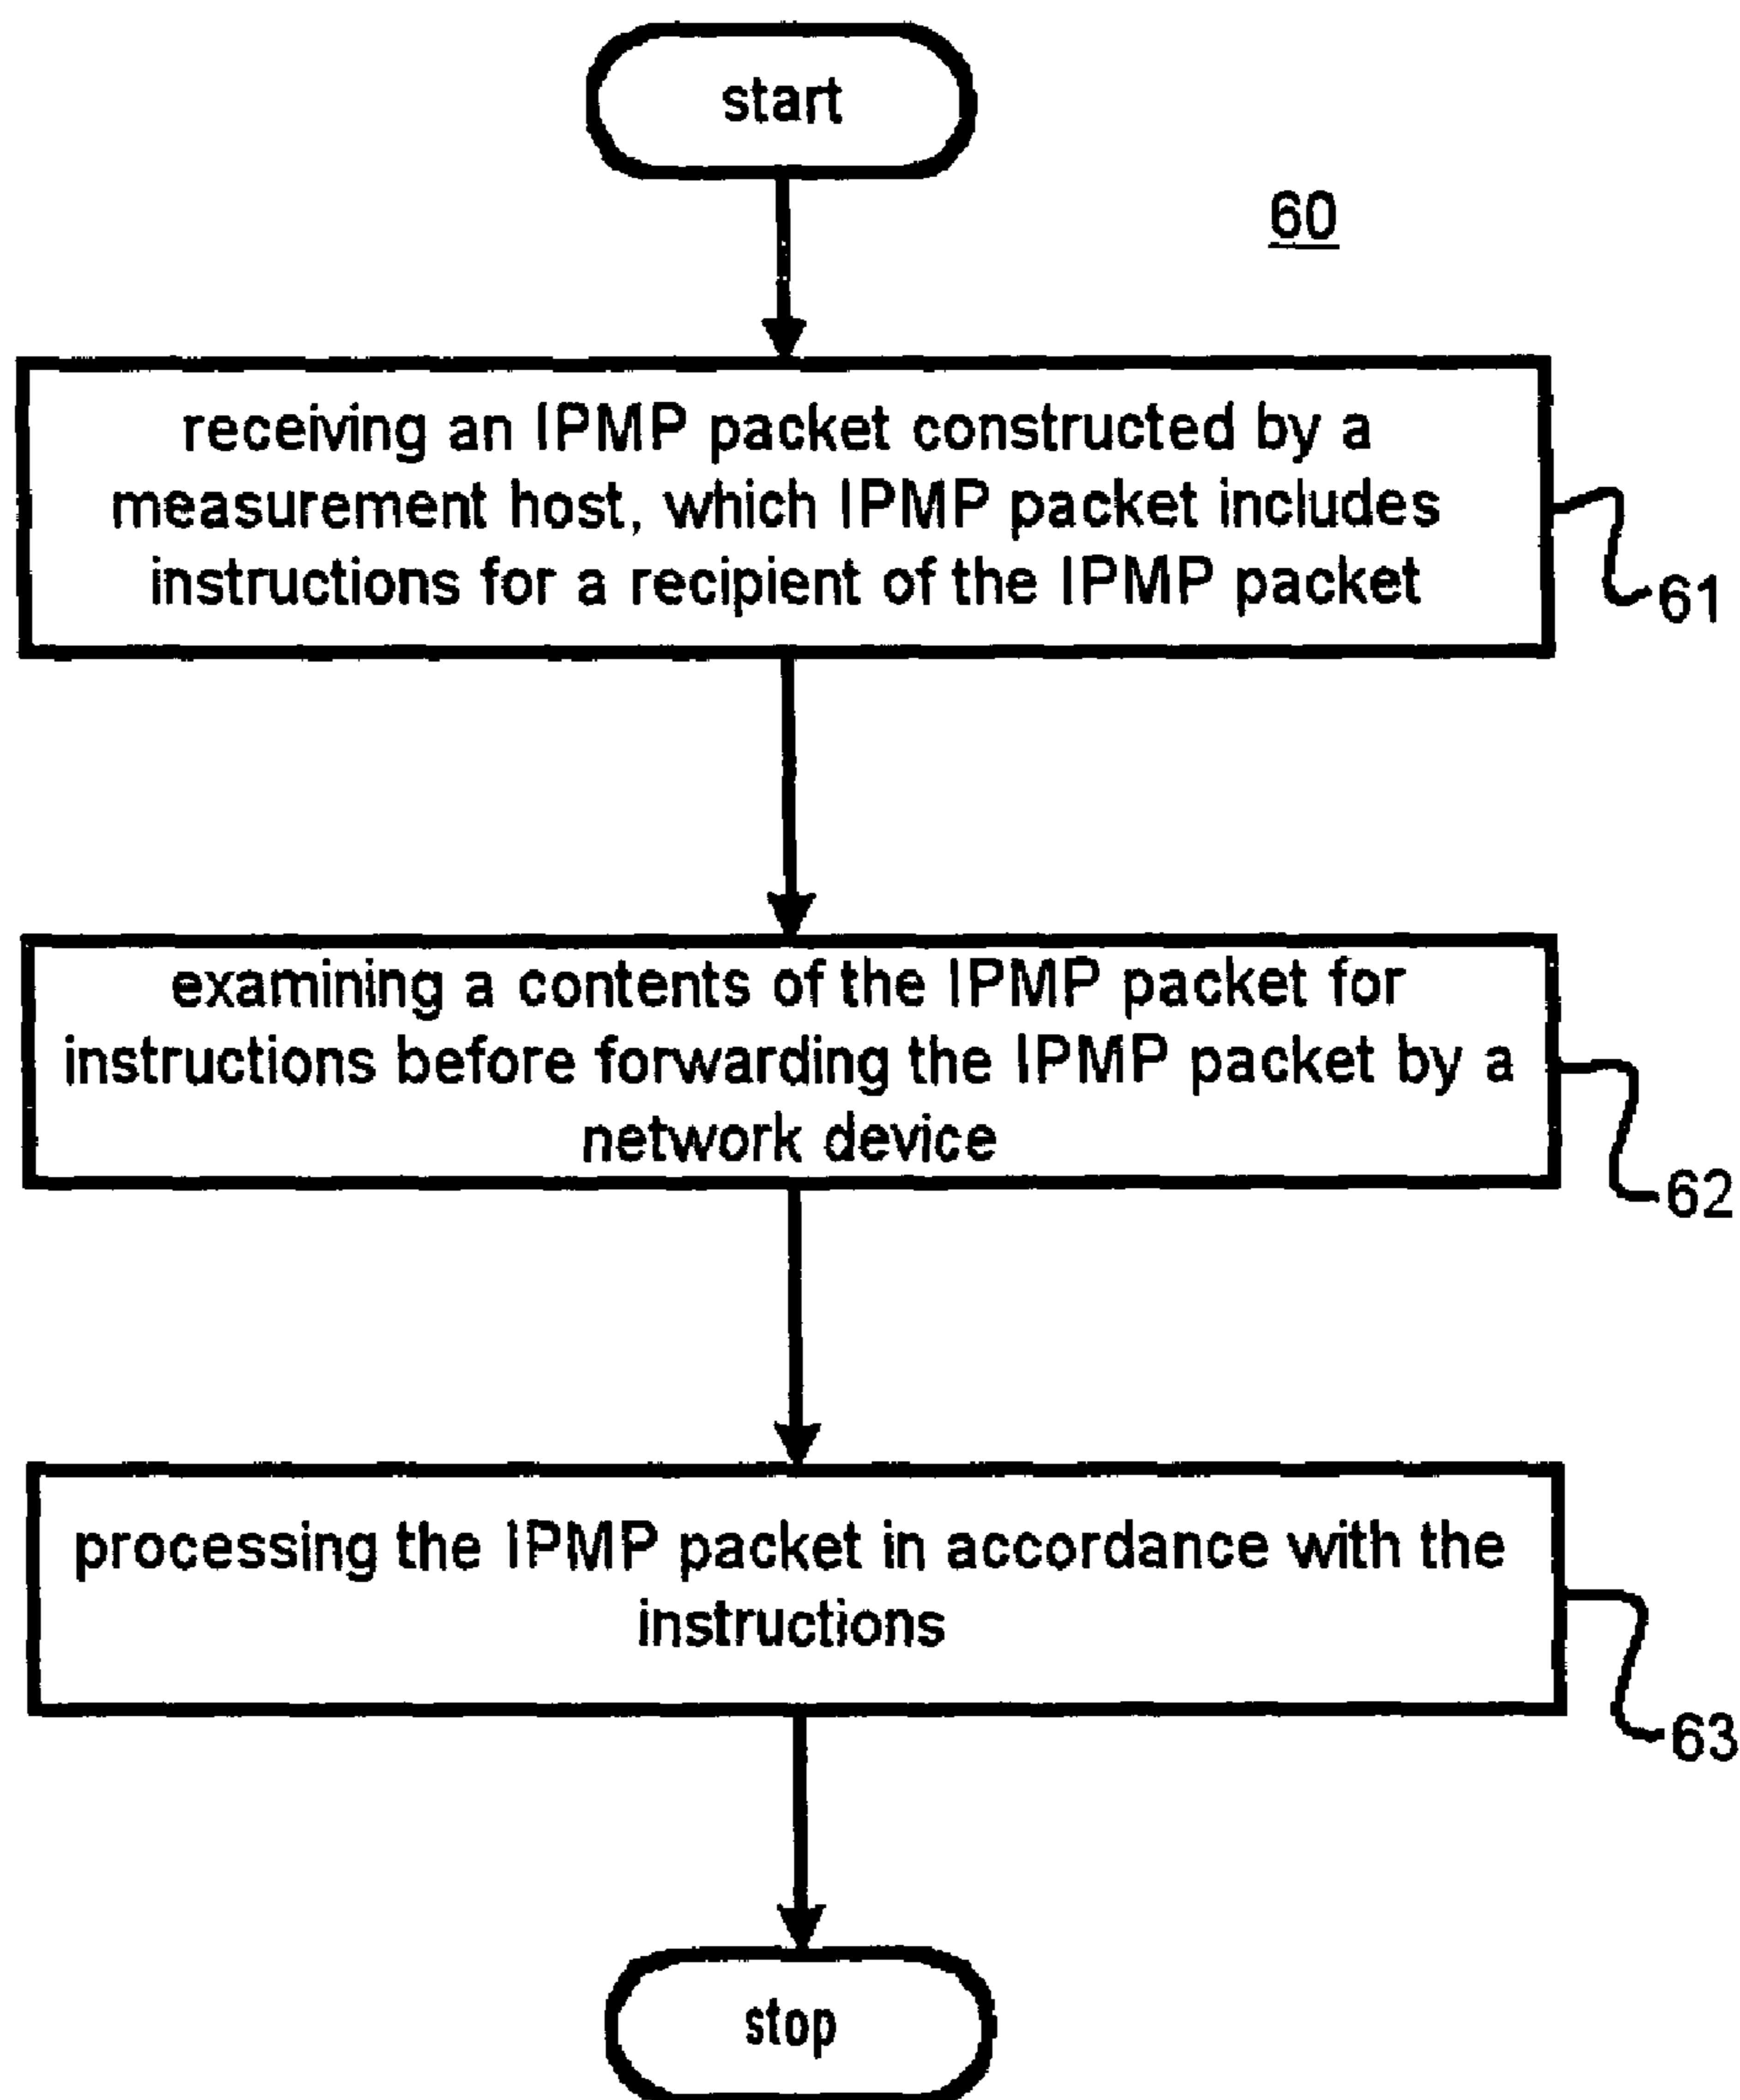 start
60
receiving an IPMP packet constructed by a
measurement host, which IPMP packet includes
instructions for a recipient of the IPMP packet
61
examining a contents of the IPMP packet for
instructions before forwarding the IPMP packet by a
network device
62
processing the IPMP packet in accordance with the
instructions
63
stop